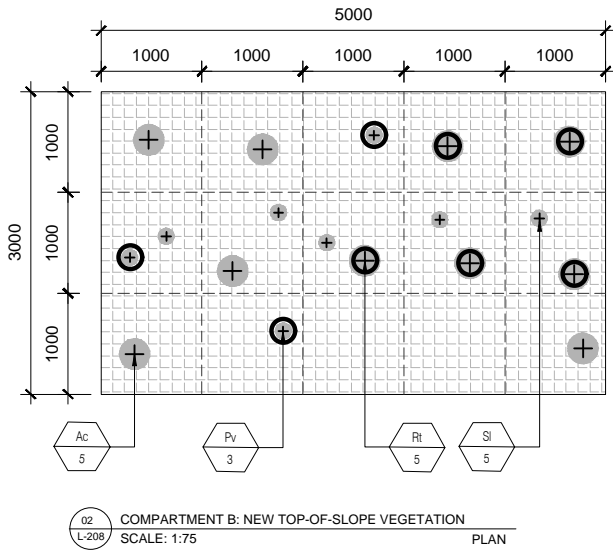 5000
1000 1000 1000 1000 1000
3000
1000
1000
1000
Ac
5
Pv
3
Rt
5
Sl
5
02
L-208
COMPARTMENT B: NEW TOP-OF-SLOPE VEGETATION
SCALE: 1:75 PLAN